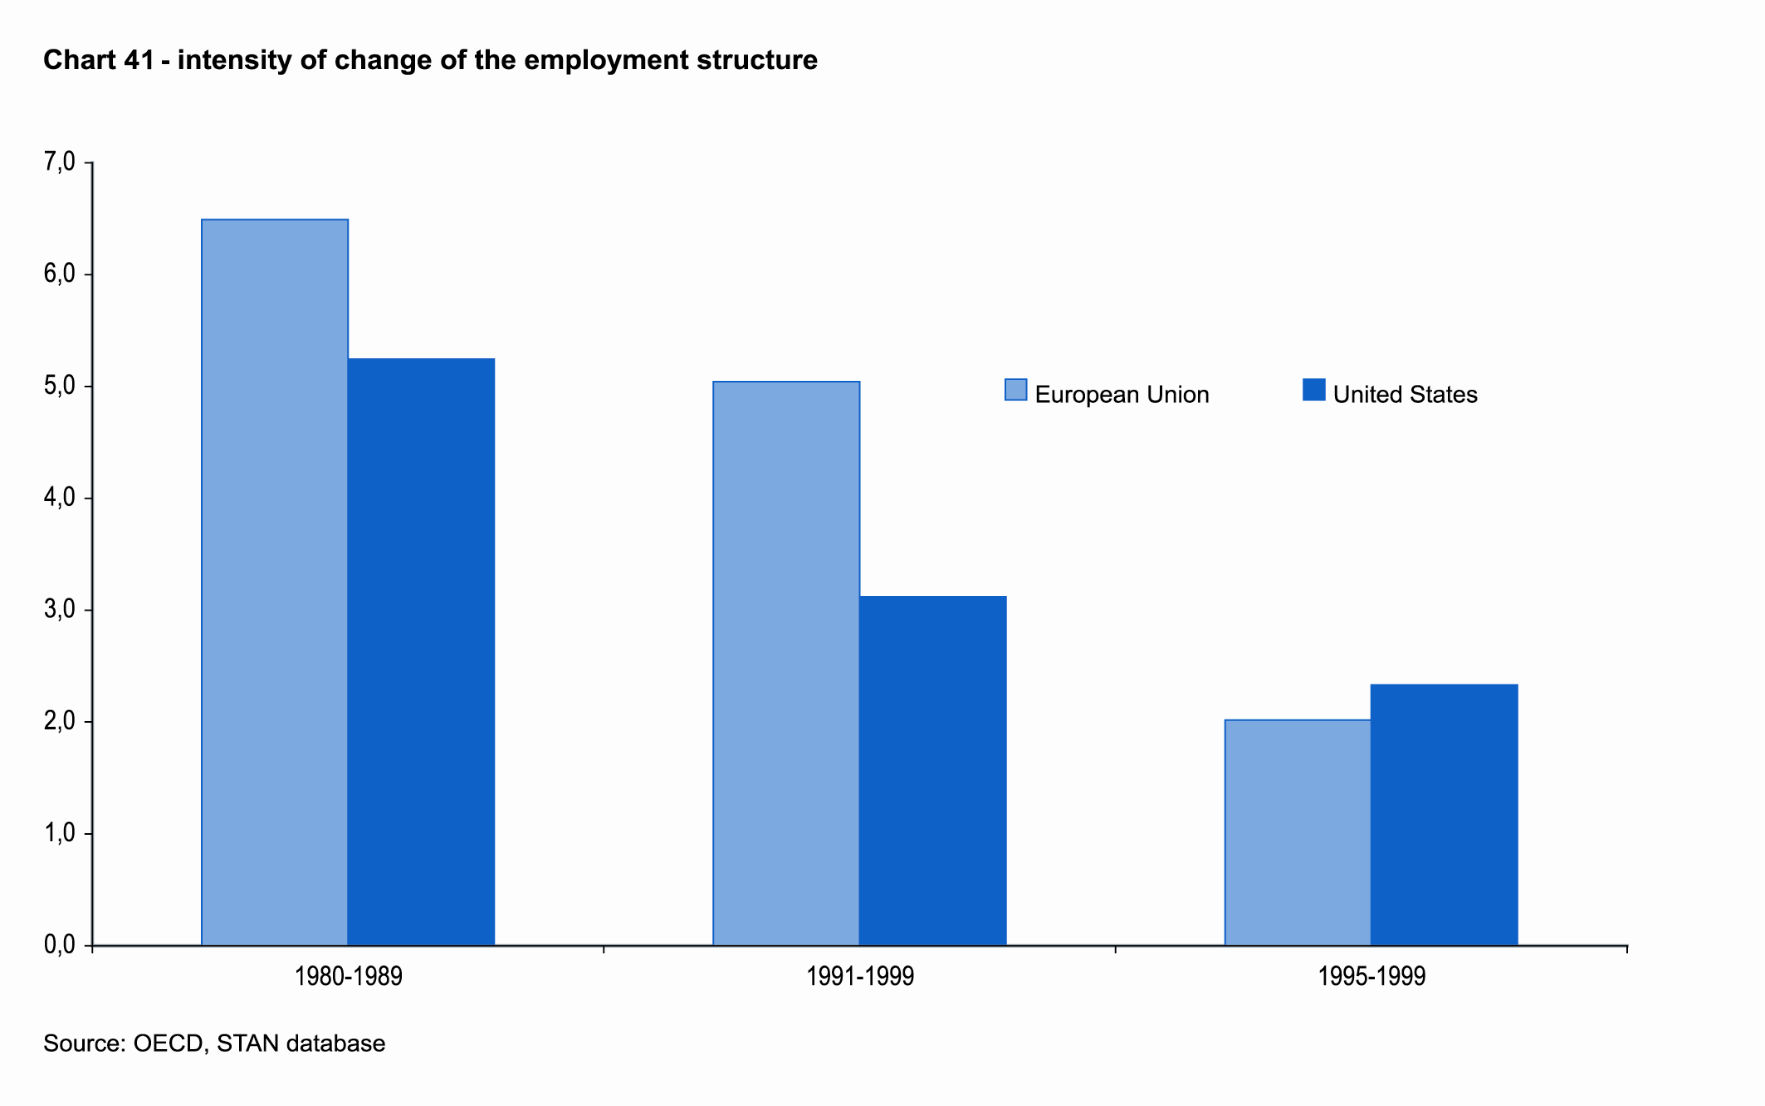 Chart 41 - intensity of change of the employment structure
7,0
6,0
5,0
4,0
3,0
2,0
1,0
0,0
European Union
United States
1980-1989
1991-1999
1995-1999
Source: OECD, STAN database